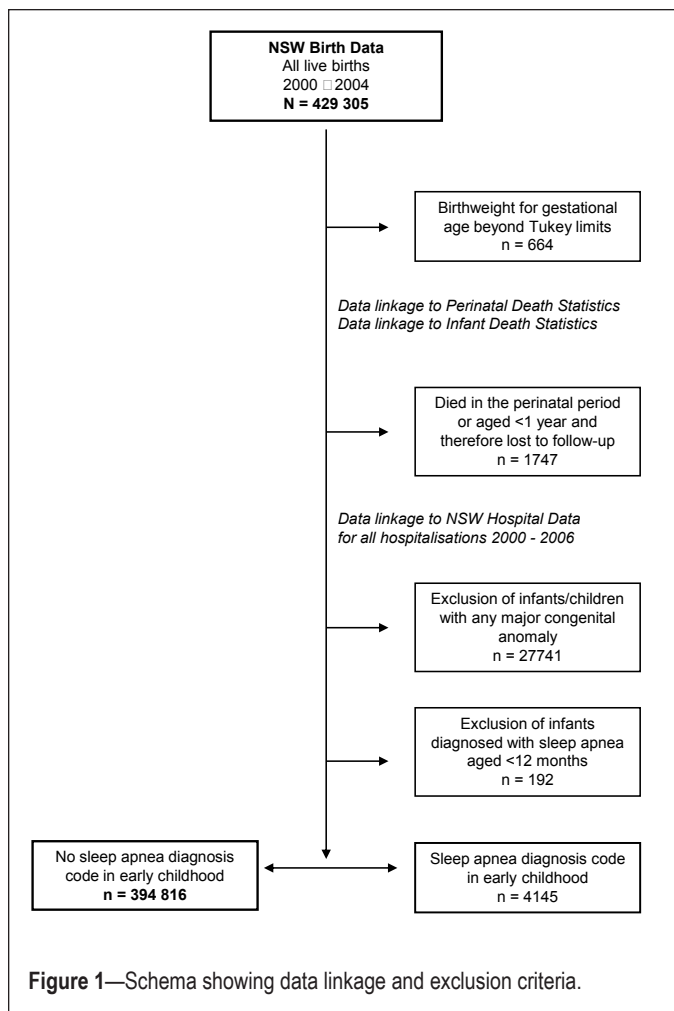 NSW Birth Data
All live births
2000 □ 2004
N = 429 305
Birthweight for gestational
age beyond Tukey limits
n = 664
Data linkage to Perinatal Death Statistics
Data linkage to Infant Death Statistics
Died in the perinatal period
or aged <1 year and
therefore lost to follow-up
n = 1747
Data linkage to NSW Hospital Data
for all hospitalisations 2000 - 2006
Exclusion of infants/children
with any major congenital
anomaly
n = 27741
Exclusion of infants
diagnosed with sleep apnea
aged <12 months
n = 192
No sleep apnea diagnosis
code in early childhood
n = 394 816
Sleep apnea diagnosis code
in early childhood
n = 4145
Figure 1—Schema showing data linkage and exclusion criteria.